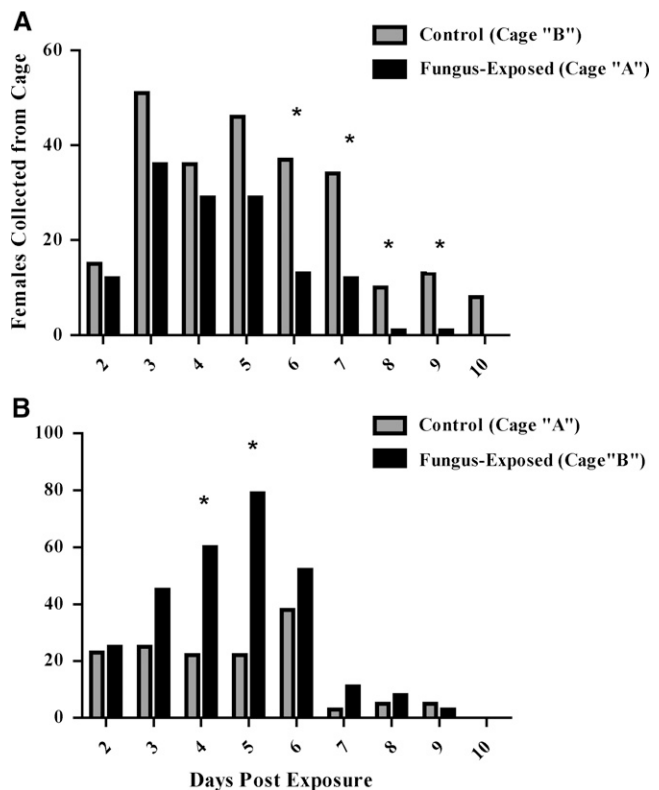 A
Control (Cage "B")
Fungus-Exposed (Cage "A")
Females Collected from Cage
60
40
20
0
*
*
*
*
2 3 4 5 6 7 8 9 10
B
Control (Cage "A")
Fungus-Exposed (Cage"B")
100
80
60
40
20
0
*
*
2 3 4 5 6 7 8 9 10
Days Post Exposure